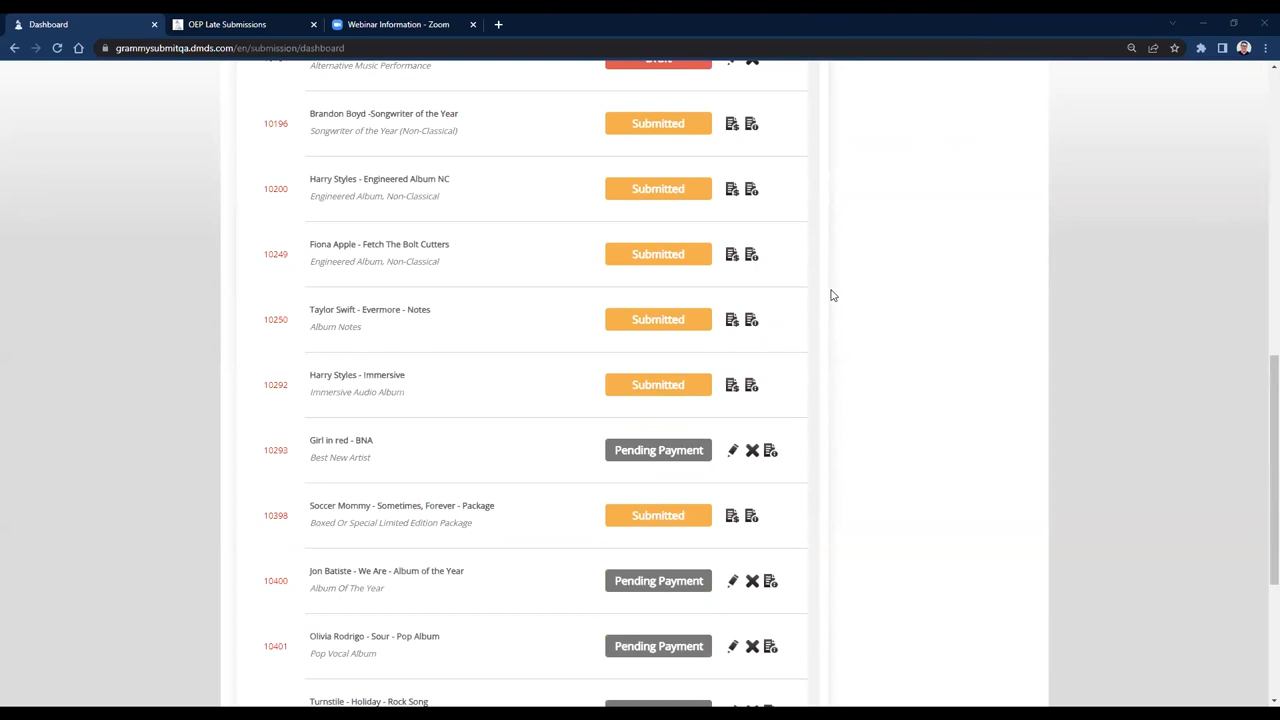 Dashboard
OEP Late Submissions
Webinar Information - Zoom
grammysubmitqa.dmds.com/en/submission/dashboard
Alternative Music Performance
Draft
10196
Brandon Boyd -Songwriter of the Year
Songwriter of the Year (Non-Classical)
Submitted
10200
Harry Styles - Engineered Album NC
Engineered Album, Non-Classical
Submitted
10249
Fiona Apple - Fetch The Bolt Cutters
Engineered Album, Non-Classical
Submitted
10250
Taylor Swift - Evermore - Notes
Album Notes
Submitted
10292
Harry Styles - Immersive
Immersive Audio Album
Submitted
10293
Girl in red - BNA
Best New Artist
Pending Payment
10398
Soccer Mommy - Sometimes, Forever - Package
Boxed Or Special Limited Edition Package
Submitted
10400
Jon Batiste - We Are - Album of the Year
Album Of The Year
Pending Payment
10401
Olivia Rodrigo - Sour - Pop Album
Pop Vocal Album
Pending Payment
Turnstile - Holiday - Rock Song